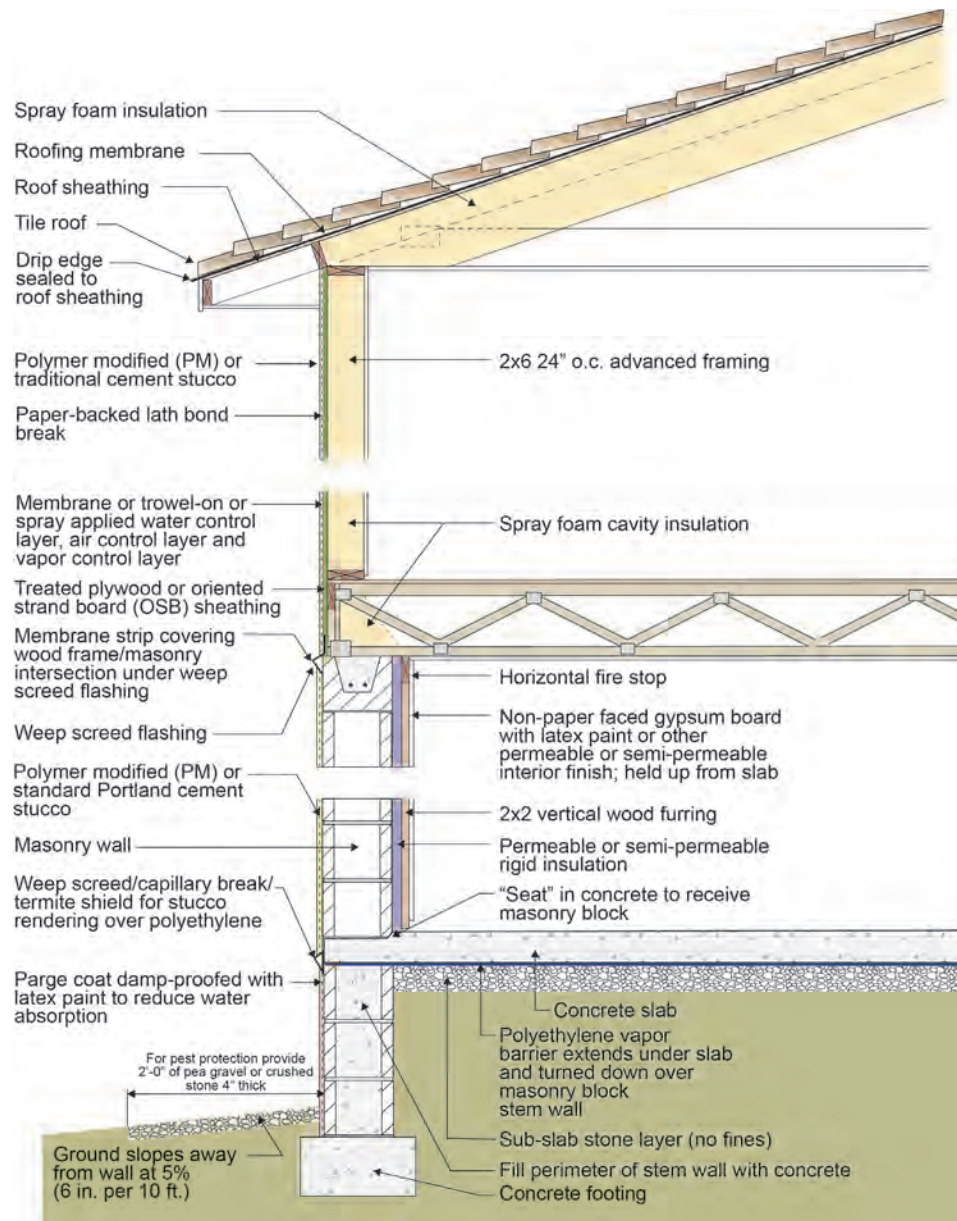 Spray foam insulation
Roofing membrane
Roof sheathing
Tile roof
Drip edge
sealed to
roof sheathing
Polymer modified (PM) or
traditional cement stucco
2x6 24” o.c. advanced framing
Paper-backed lath bond
break
Membrane or trowel-on or
spray applied water control
layer, air control layer and
vapor control layer
Spray foam cavity insulation
Treated plywood or oriented
strand board (OSB) sheathing
Membrane strip covering
wood frame/masonry
intersection under weep
screed flashing
Horizontal fire stop
Weep screed flashing
Non-paper faced gypsum board
with latex paint or other
permeable or semi-permeable
interior finish; held up from slab
Polymer modified (PM) or
standard Portland cement
stucco
2x2 vertical wood furring
Masonry wall
Permeable or semi-permeable
rigid insulation
Weep screed/capillary break/
termite shield for stucco
rendering over polyethylene
“Seat” in concrete to receive
masonry block
Parge coat damp-proofed with
latex paint to reduce water
absorption
Concrete slab
Polyethylene vapor
barrier extends under slab
and turned down over
masonry block
stem wall
For pest protection provide
2'-0” of pea gravel or crushed
stone 4” thick
Sub-slab stone layer (no fines)
Ground slopes away
from wall at 5%
(6 in. per 10 ft.)
Fill perimeter of stem wall with concrete
Concrete footing